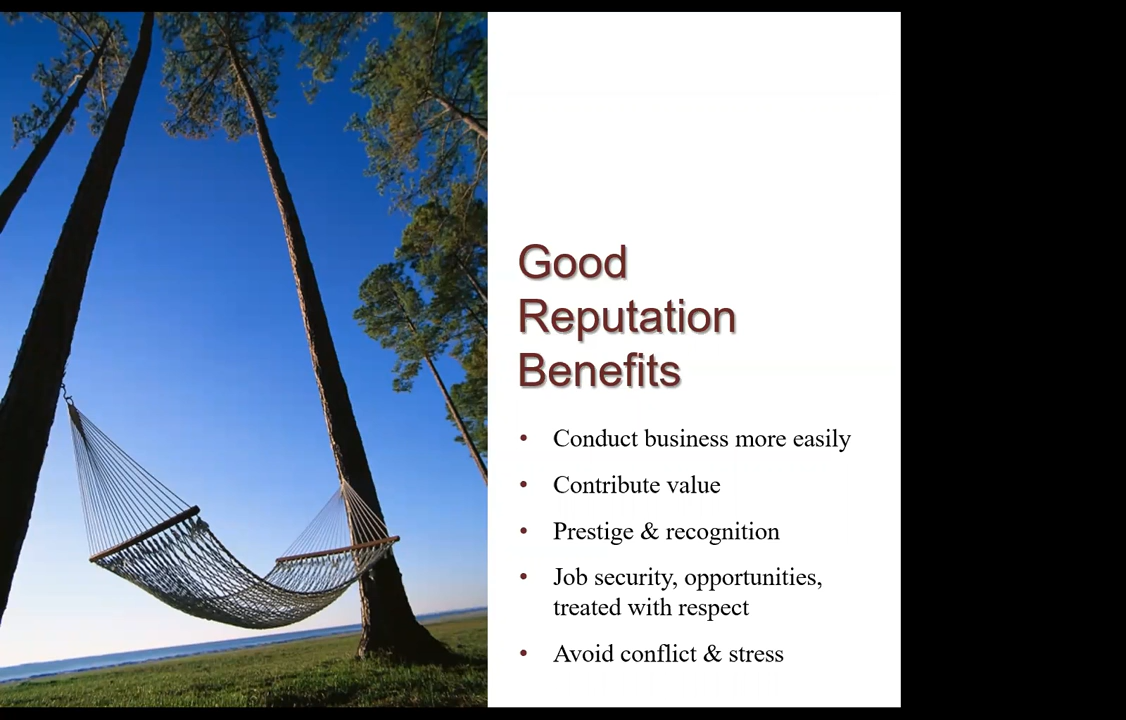 Good
Reputation
Benefits
• Conduct business more easily
• Contribute value
• Prestige & recognition
• Job security, opportunities,
treated with respect
• Avoid conflict & stress